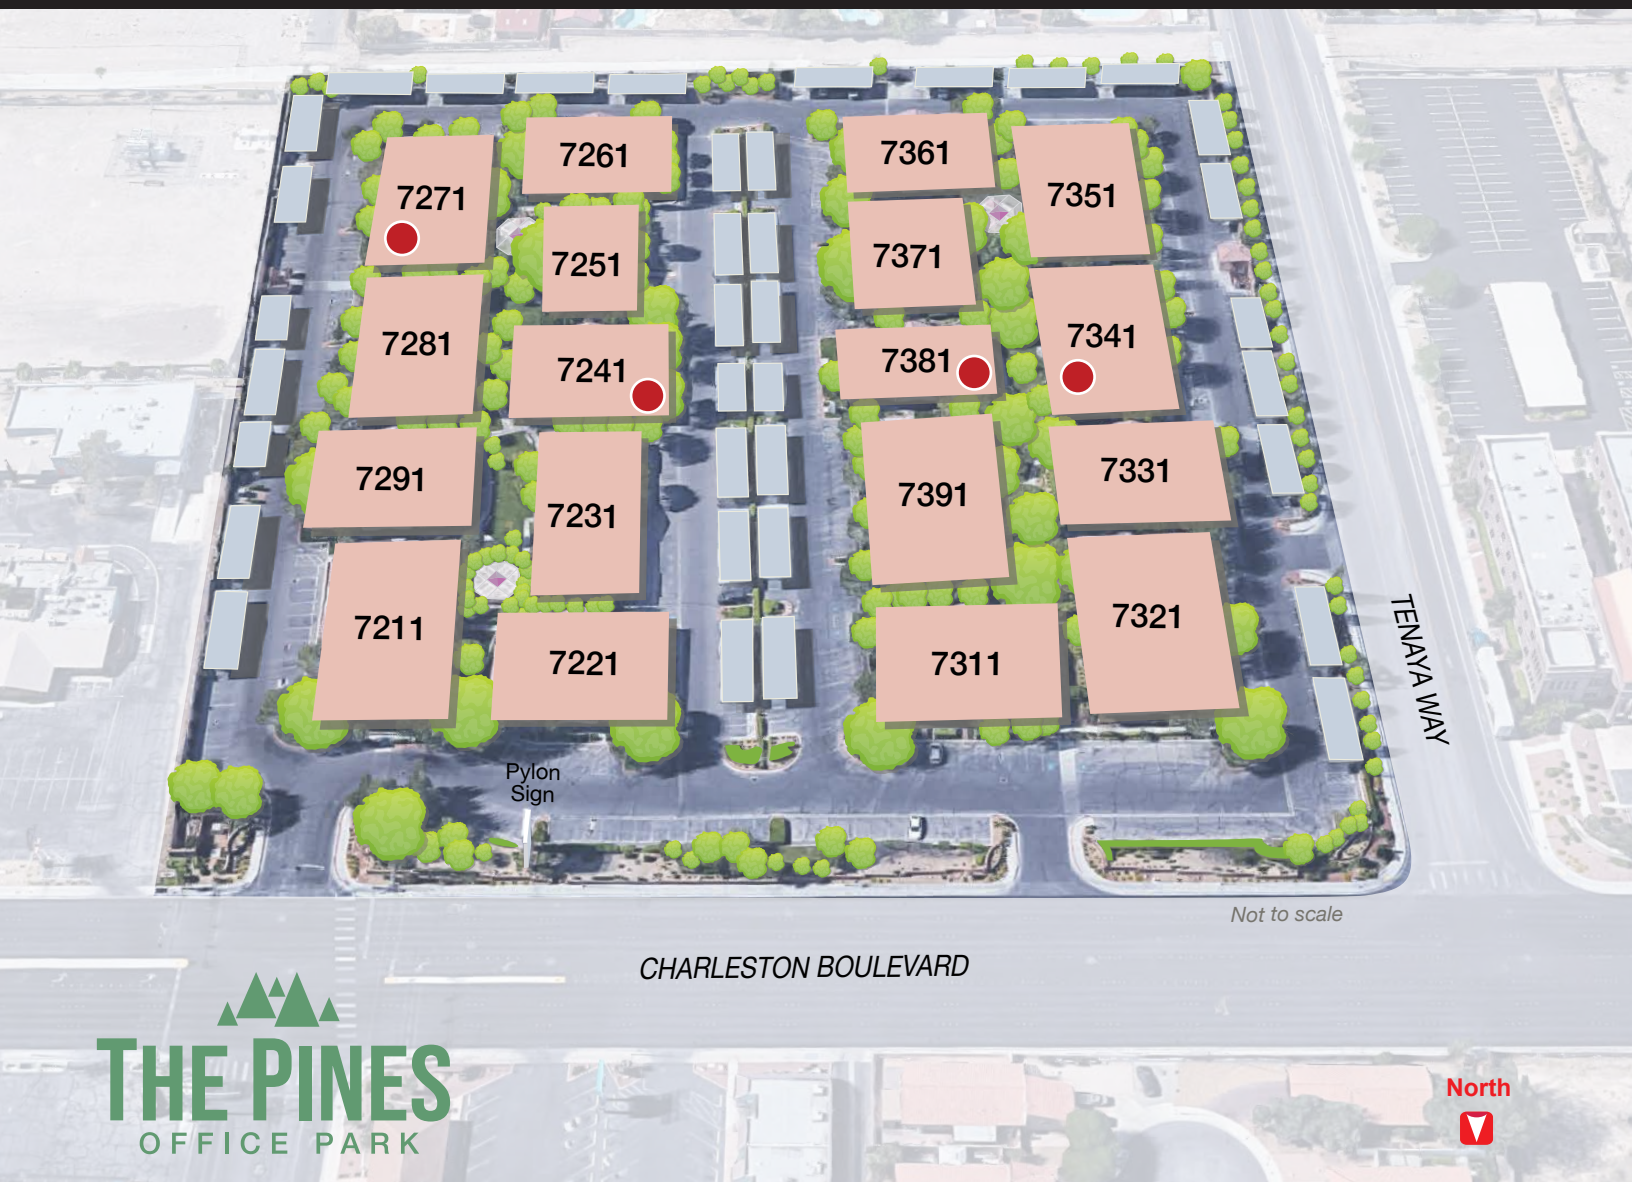 7261
7361
7271
7351
7251
7371
7281
7341
7241
7381
7291
7331
7231
7391
7211
7321
7221
7311
TENAYA WAY
Pylon
Sign
Not to scale
CHARLESTON BOULEVARD
THE PINES
OFFICE PARK
North